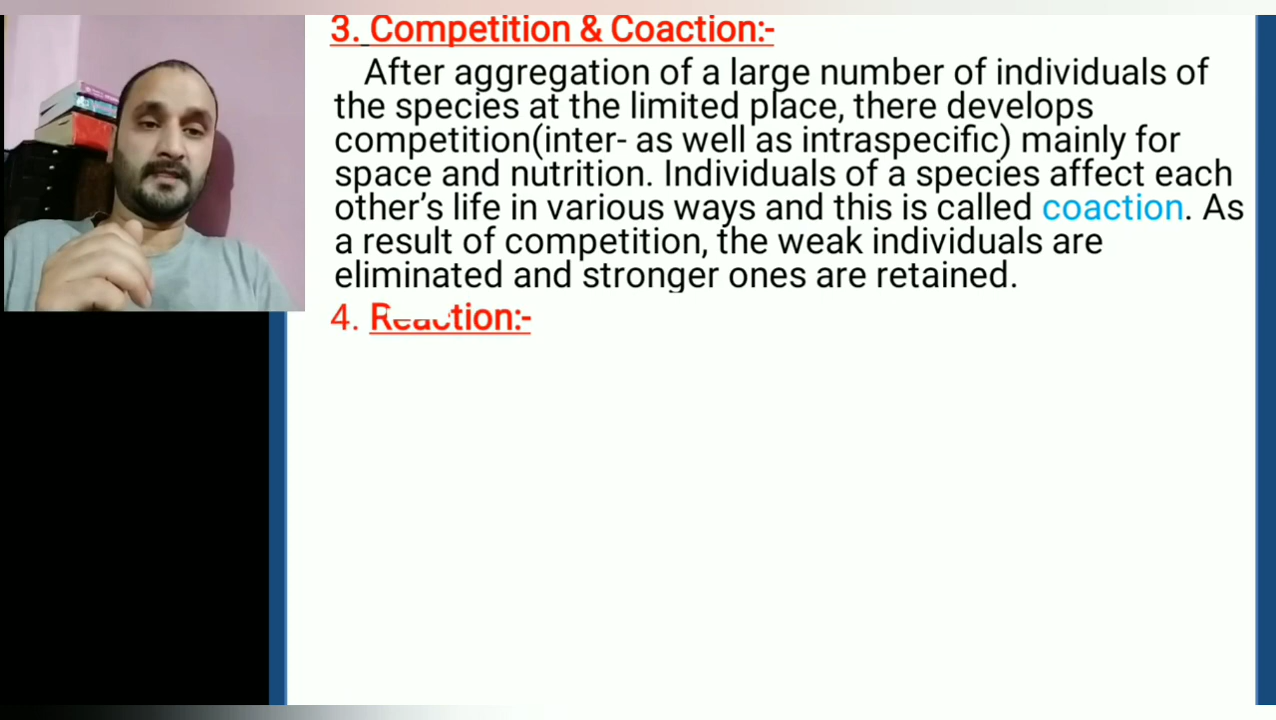 3. Competition & Coaction:-
After aggregation of a large number of individuals of
the species at the limited place, there develops
competition(inter- as well as intraspecific) mainly for
space and nutrition. Individuals of a species affect each
other's life in various ways and this is called coaction. As
a result of competition, the weak individuals are
eliminated and stronger ones are retained.
4. Reaction:-